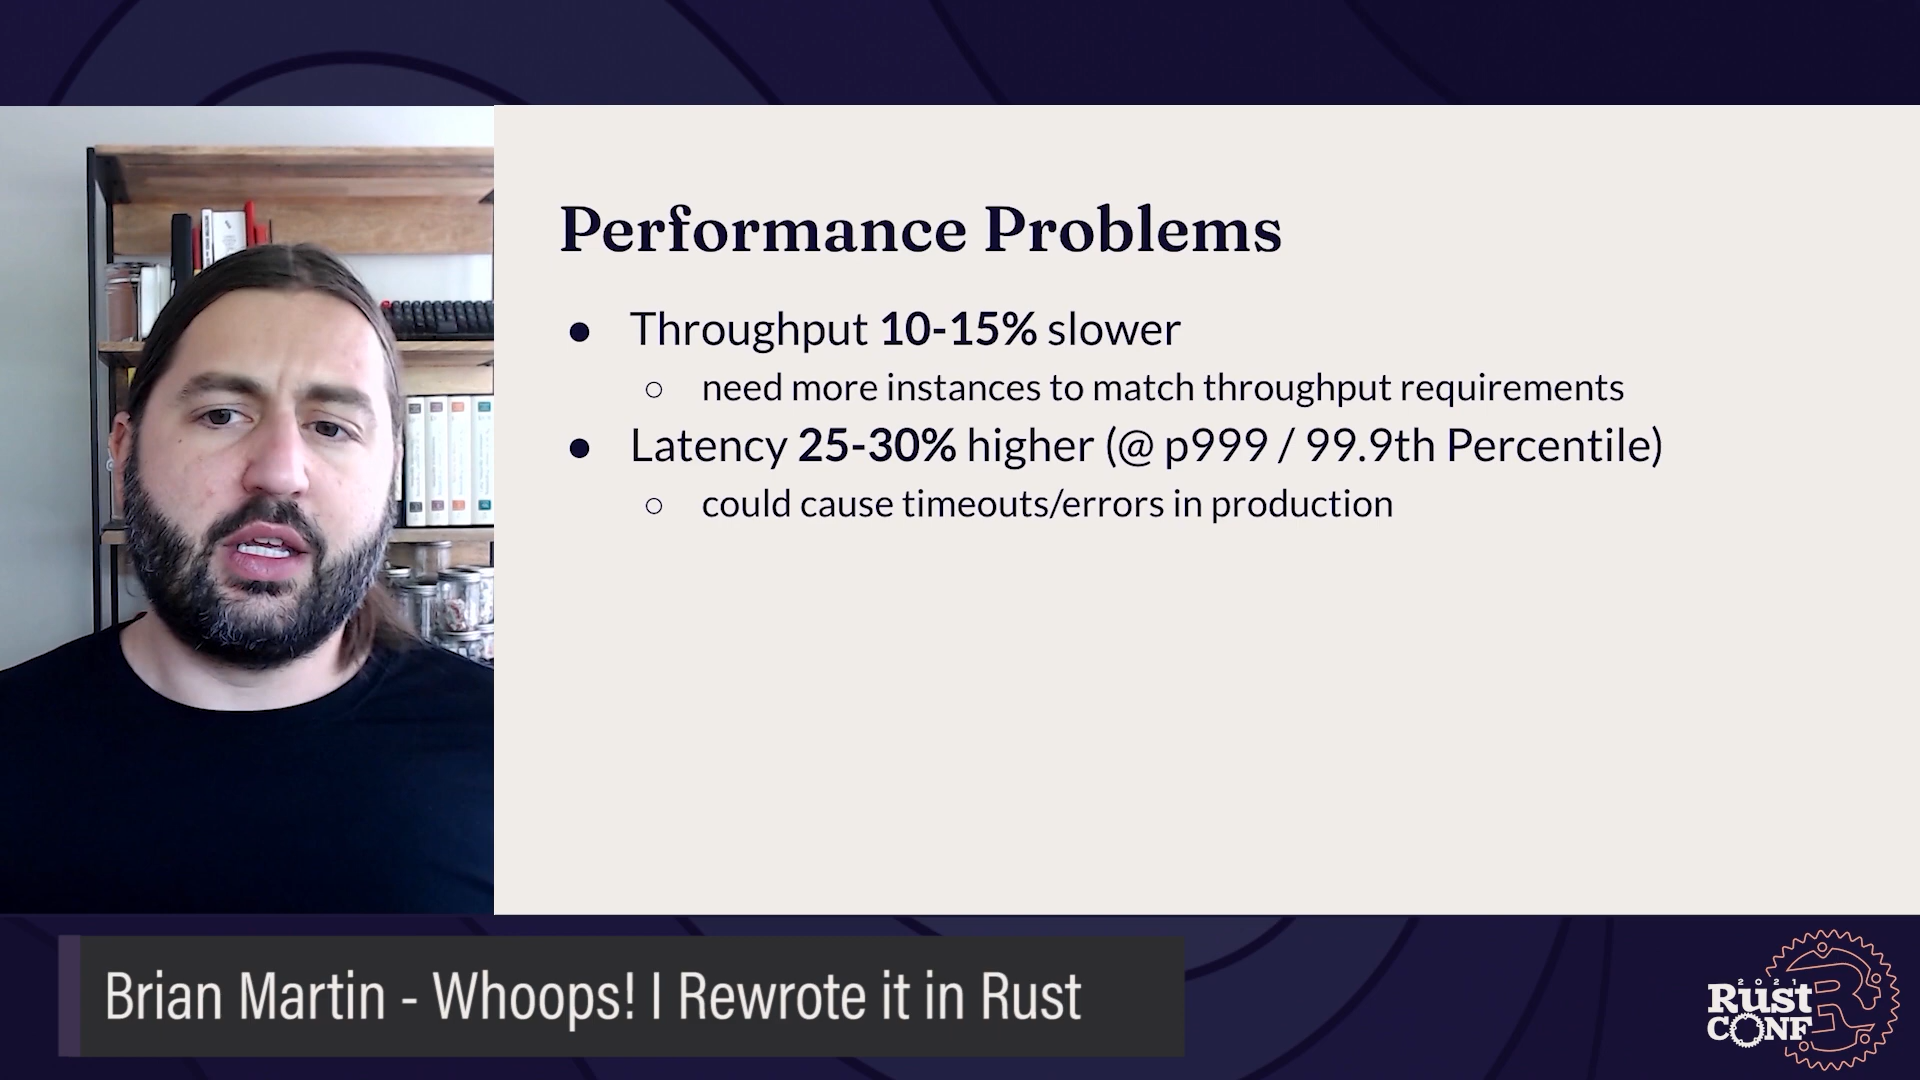 Performance Problems
● Throughput 10-15% slower
○ need more instances to match throughput requirements
● Latency 25-30% higher (@ p999 / 99.9th Percentile)
○ could cause timeouts/errors in production
Brian Martin - Whoops! I Rewrote it in Rust
2021
Rust
CONF
R